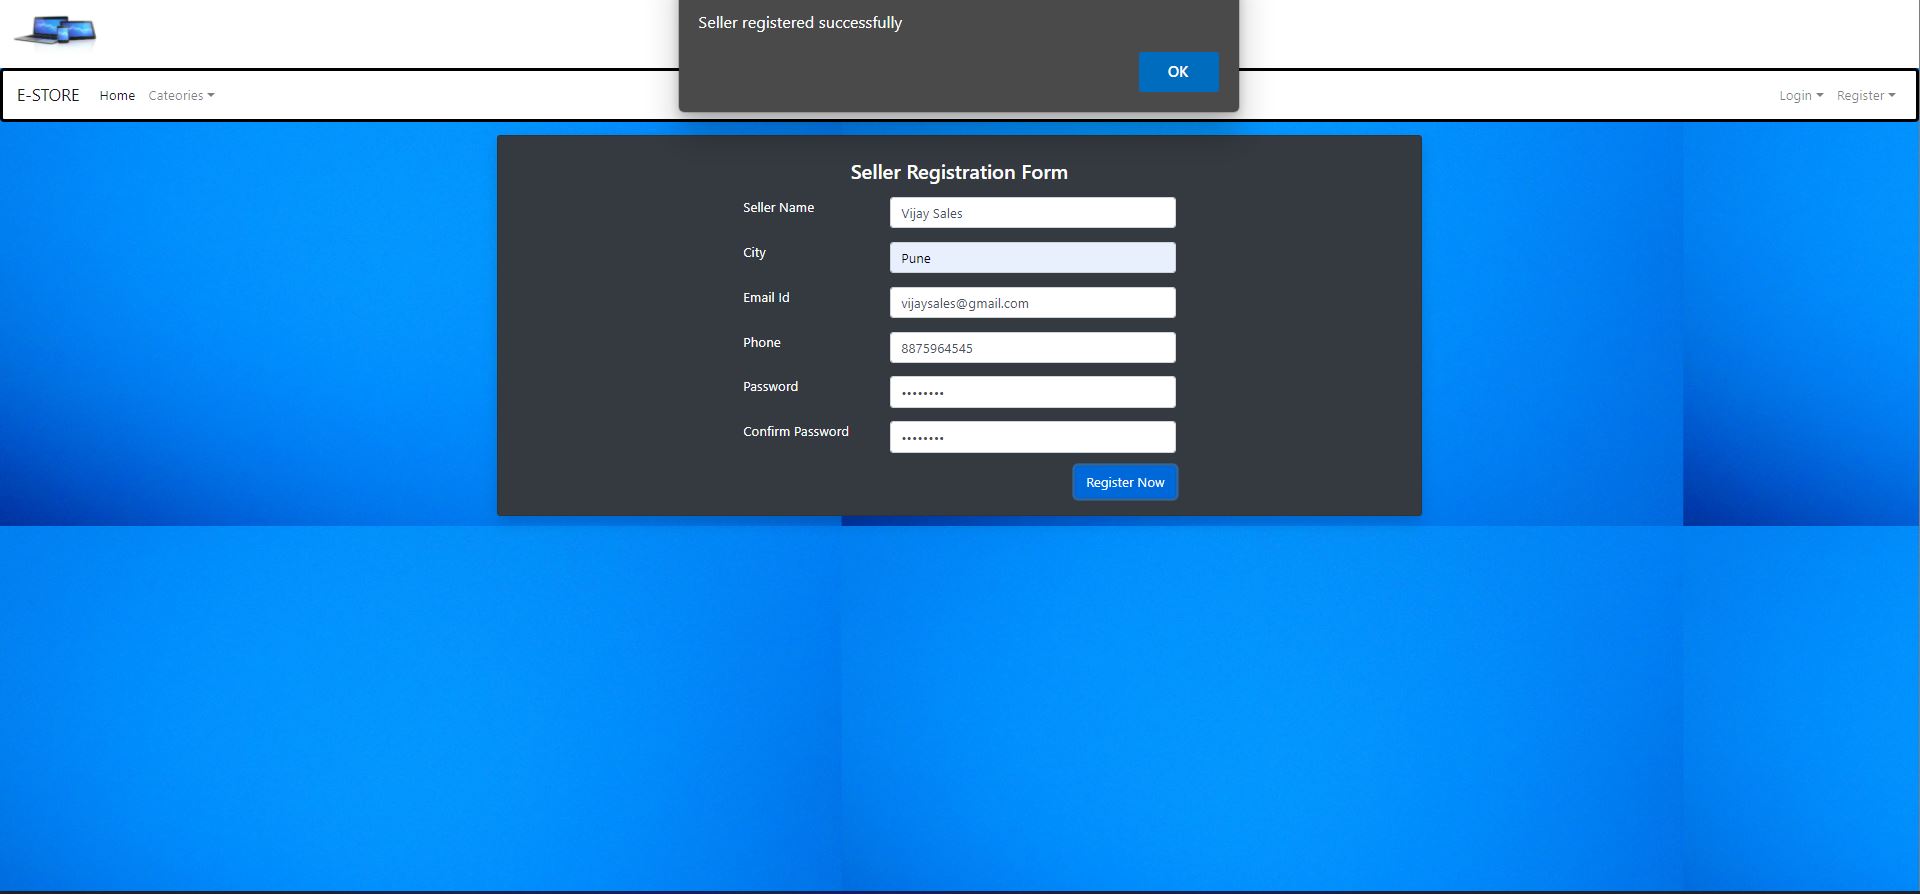 Seller registered successfully
OK
E-STORE Home Cateories Login Register
Seller Registration Form
Seller Name Vijay Sales
City Pune
Email Id vijaysales@gmail.com
Phone 8875964545
Password ••••••••
Confirm Password ••••••••
Register Now